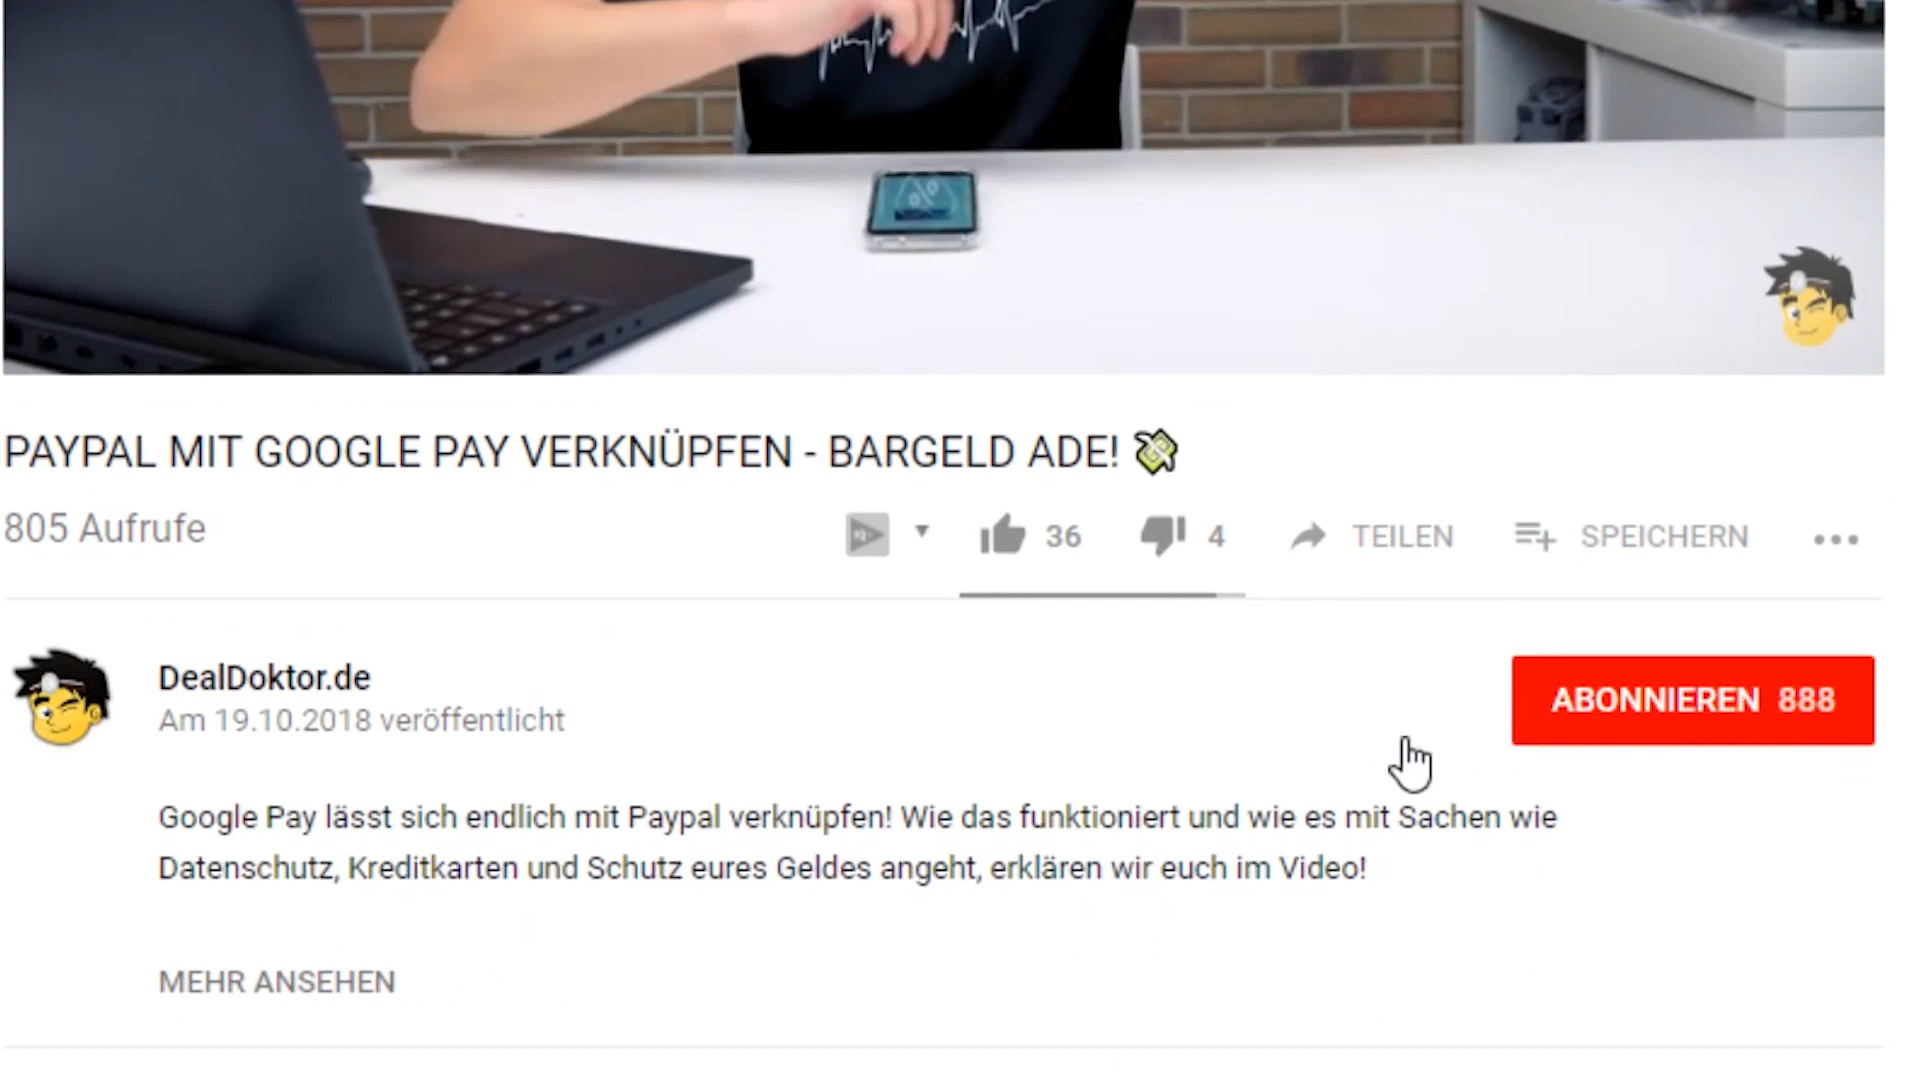 %
PAYPAL MIT GOOGLE PAY VERKNÜPFEN - BARGELD ADE! 💸
805 Aufrufe
36 4 TEILEN SPEICHERN
DealDoktor.de
Am 19.10.2018 veröffentlicht
ABONNIEREN 888
Google Pay lässt sich endlich mit Paypal verknüpfen! Wie das funktioniert und wie es mit Sachen wie
Datenschutz, Kreditkarten und Schutz eures Geldes angeht, erklären wir euch im Video!
MEHR ANSEHEN